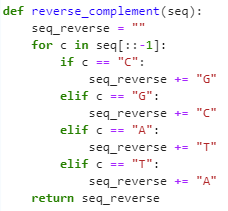 def reverse_complement(seq):
    seq_reverse = ""
    for c in seq[::-1]:
        if c == "C":
            seq_reverse += "G"
        elif c == "G":
            seq_reverse += "C"
        elif c == "A":
            seq_reverse += "T"
        elif c == "T":
            seq_reverse += "A"
    return seq_reverse